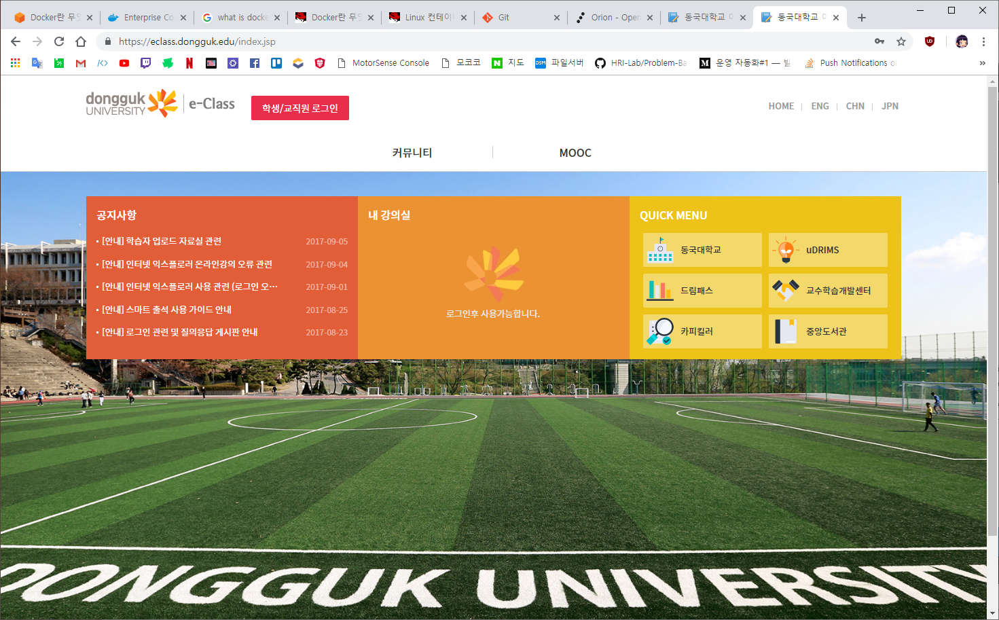 Docker란 무엇
Enterprise Co
what is docke
Docker란 무엇
Linux 컨테이너
Git
Orion - Open
동국대학교
동국대학교
https://eclass.dongguk.edu/index.jsp
MotorSense Console
모코코
지도
파일서버
HRI-Lab/Problem-Ba
운영 자동화#1 —
Push Notifications
dongguk UNIVERSITY
e-Class
학생/교직원 로그인
HOME
ENG
CHN
JPN
커뮤니티
MOOC
공지사항
[안내] 학습자 업로드 자료실 관련 2017-09-05
[안내] 인터넷 익스플로러 온라인강의 오류 관련 2017-09-04
[안내] 인터넷 익스플로러 사용 관련 (로그인 오… 2017-09-01
[안내] 스마트 출석 사용 가이드 안내 2017-08-25
[안내] 로그인 관련 및 질의응답 게시판 안내 2017-08-23
내 강의실
로그인후 사용가능합니다.
QUICK MENU
동국대학교
uDRIMS
드림패스
교수학습개발센터
카피킬러
중앙도서관
DONGGUK UNIVERSITY